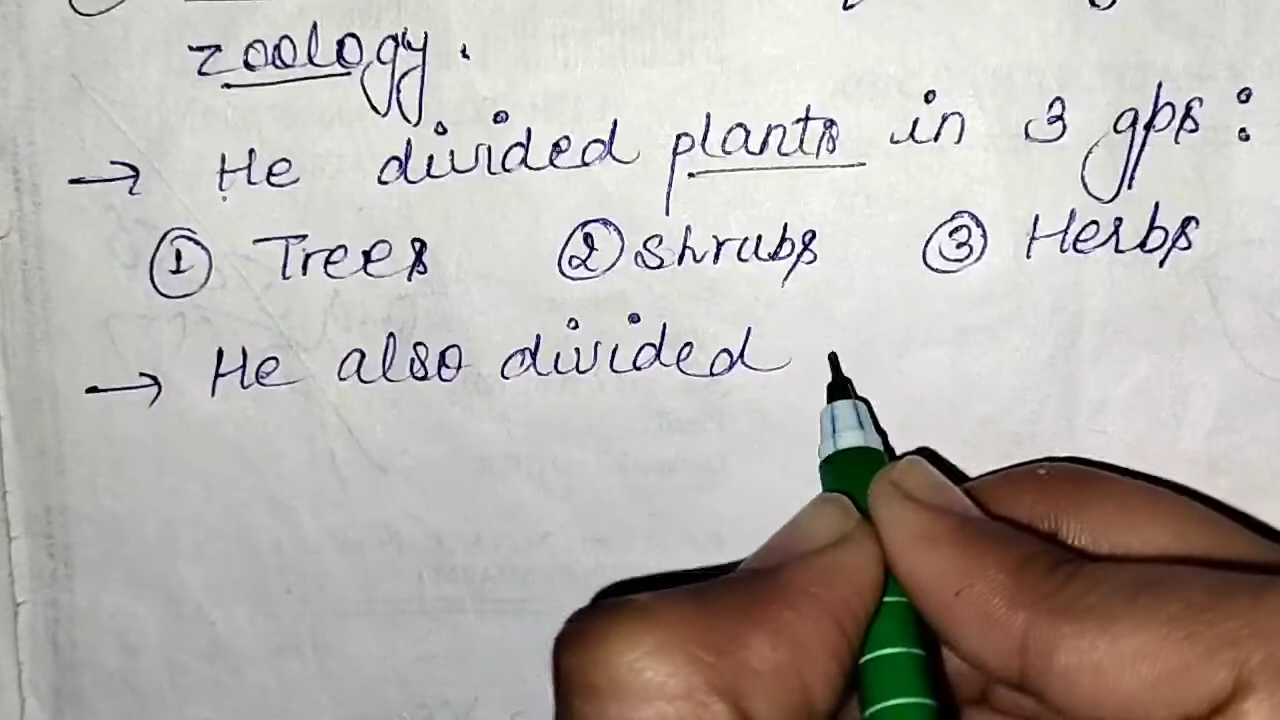 zoology.
→ He divided plants in 3 gps:
① Trees ② Shrubs ③ Herbs
→ He also divided